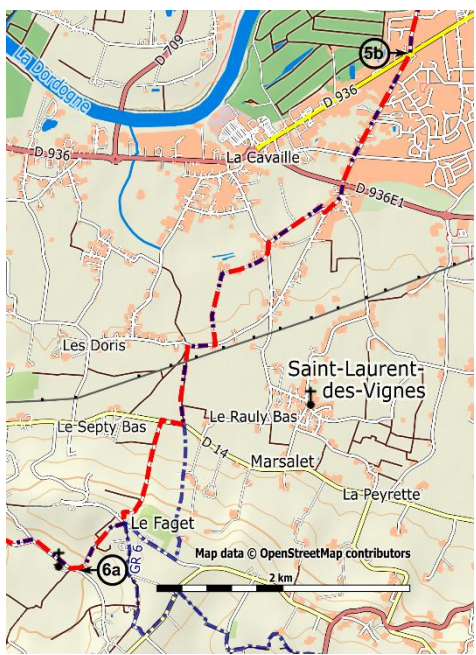 La Dordogne
D 709
5b
D 936
D 936
La Cavaille
D 936E1
Les Doris
Saint-Laurent-
des-Vignes
Le Rauly Bas
Le Septy Bas
D 14
Marsalet
La Peyrette
Le Faget
GR 6
Map data © OpenStreetMap contributors
6a
2 km